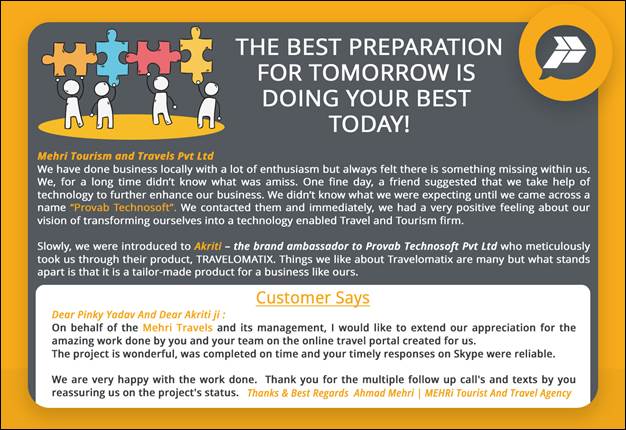 THE BEST PREPARATION
FOR TOMORROW IS
DOING YOUR BEST
TODAY!
Mehri Tourism and Travels Pvt Ltd
We have done business locally with a lot of enthusiasm but always felt there is something missing within us.
We, for a long time didn't know what was amiss. One fine day, a friend suggested that we take help of
technology to further enhance our business. We didn't know what we were expecting until we came across a
name “Provab Technosoft”. We contacted them and immediately, we had a very positive feeling about our
vision of transforming ourselves into a technology enabled Travel and Tourism firm.
Slowly, we were introduced to Akriti – the brand ambassador to Provab Technosoft Pvt Ltd who meticulously
took us through their product, TRAVELOMATIX. Things we like about Travelomatix are many but what stands
apart is that it is a tailor-made product for a business like ours.
Customer Says
Dear Pinky Yadav And Dear Akriti ji :
On behalf of the Mehri Travels and its management, I would like to extend our appreciation for the
amazing work done by you and your team on the online travel portal created for us.
The project is wonderful, was completed on time and your timely responses on Skype were reliable.
We are very happy with the work done. Thank you for the multiple follow up call's and texts by you
reassuring us on the project's status. Thanks & Best Regards Ahmad Mehri | MEHRi Tourist And Travel Agency